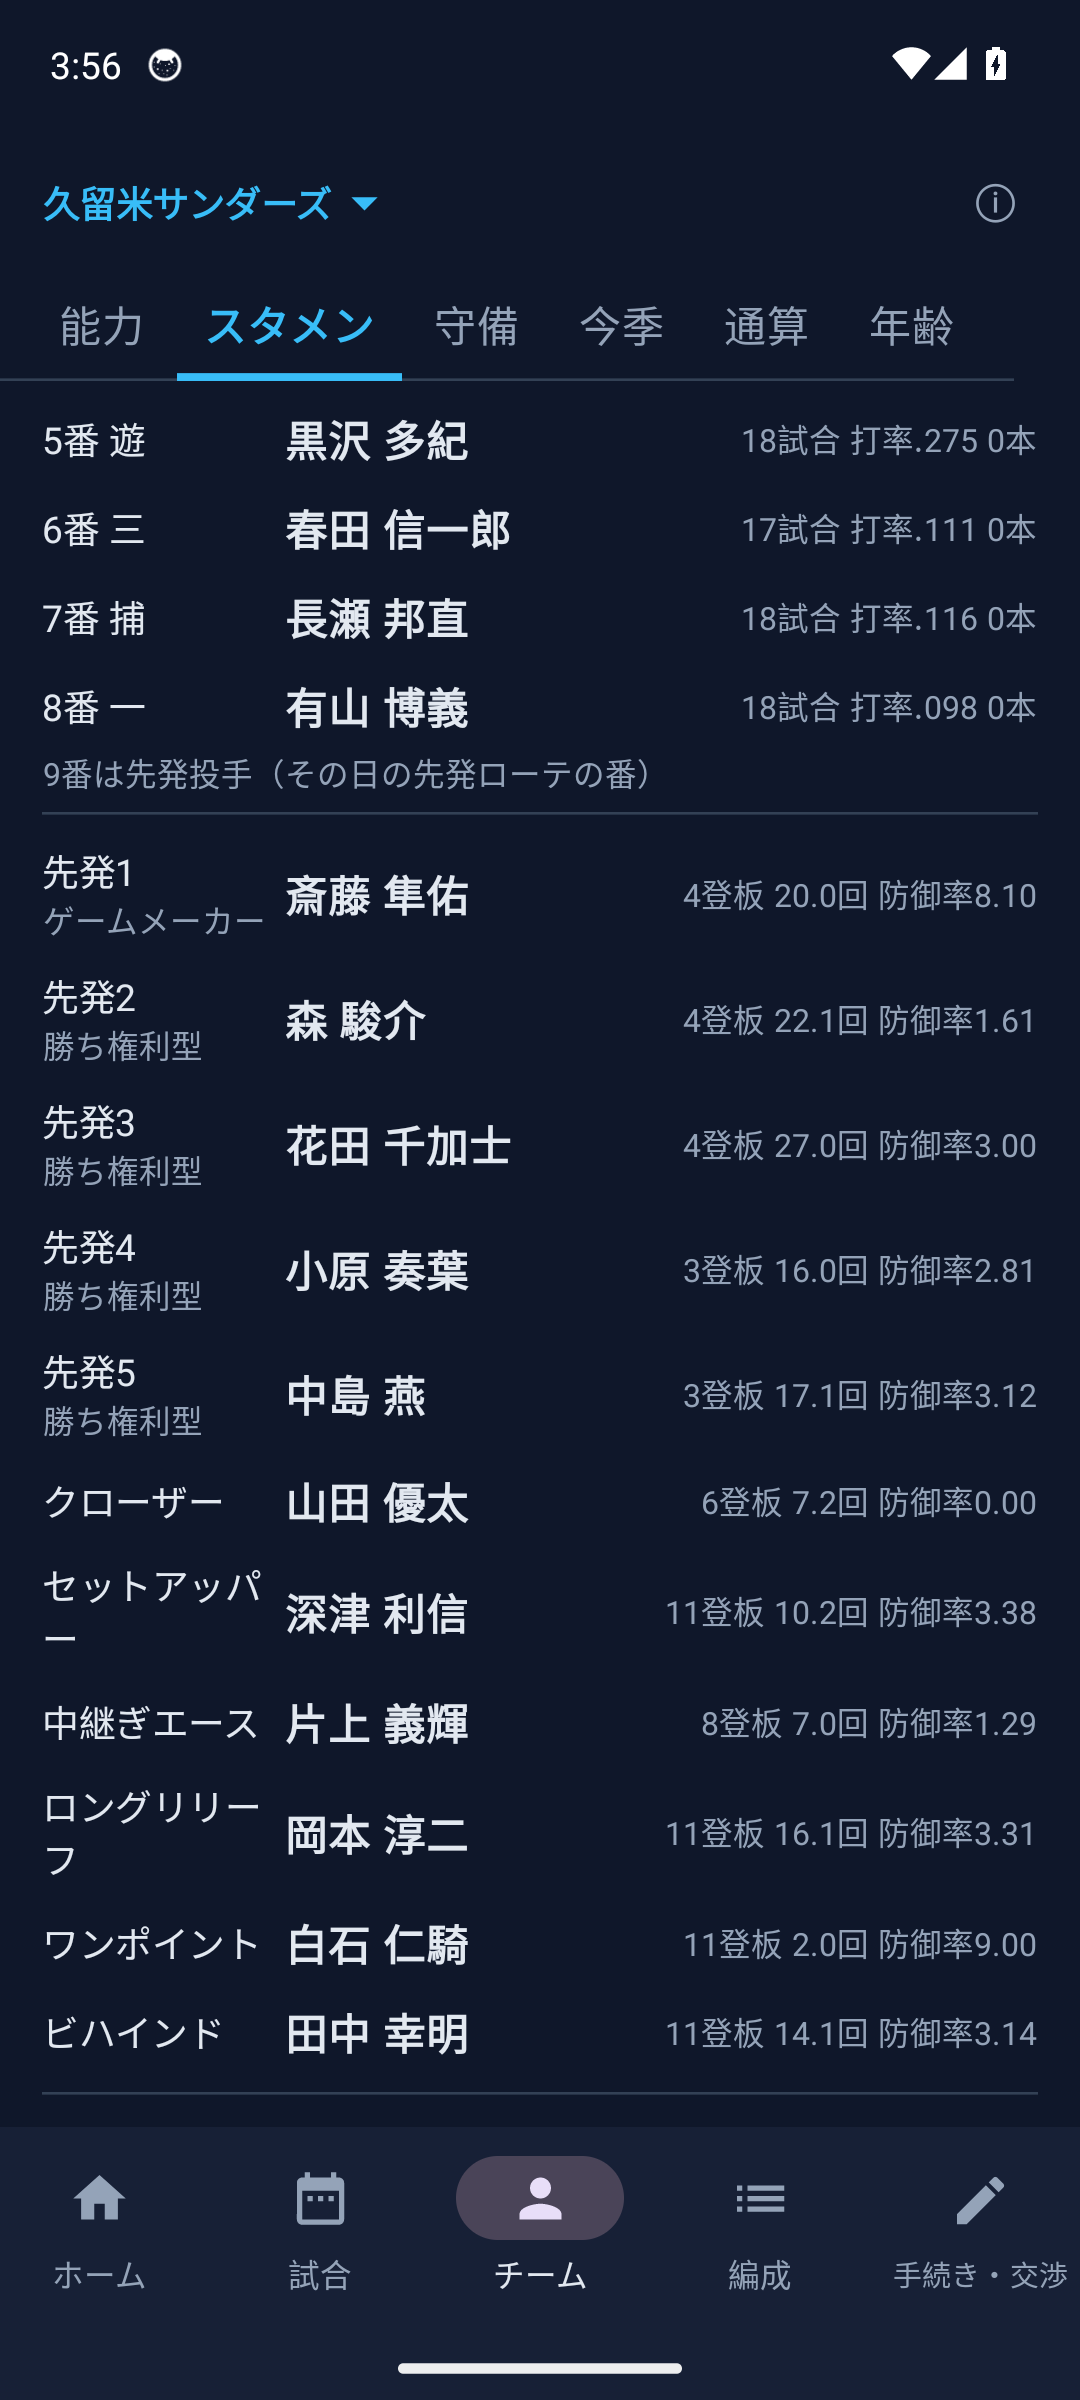 3:56
久留米サンダーズ
能力 スタメン 守備 今季 通算 年齢
5番 遊 黒沢 多紀 18試合 打率.275 0本
6番 三 春田 信一郎 17試合 打率.111 0本
7番 捕 長瀬 邦直 18試合 打率.116 0本
8番 一 有山 博義 18試合 打率.098 0本
9番は先発投手（その日の先発ローテの番）
先発1
ゲームメーカー
斎藤 隼佑 4登板 20.0回 防御率8.10
先発2
勝ち権利型
森 駿介 4登板 22.1回 防御率1.61
先発3
勝ち権利型
花田 千加士 4登板 27.0回 防御率3.00
先発4
勝ち権利型
小原 奏葉 3登板 16.0回 防御率2.81
先発5
勝ち権利型
中島 燕 3登板 17.1回 防御率3.12
クローザー 山田 優太 6登板 7.2回 防御率0.00
セットアッパ
ー
深津 利信 11登板 10.2回 防御率3.38
中継ぎエース 片上 義輝 8登板 7.0回 防御率1.29
ロングリリー
フ
岡本 淳二 11登板 16.1回 防御率3.31
ワンポイント 白石 仁騎 11登板 2.0回 防御率9.00
ビハインド 田中 幸明 11登板 14.1回 防御率3.14
ホーム 試合 チーム 編成 手続き・交渉